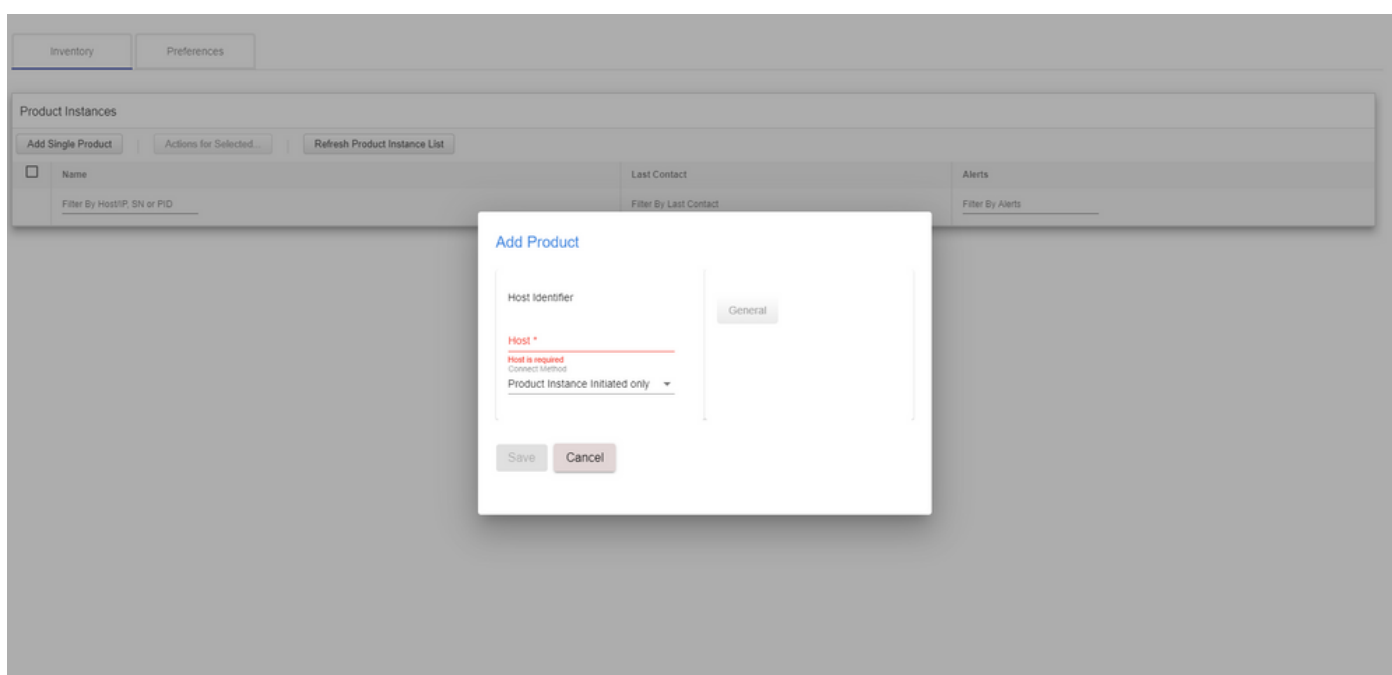 Inventory Preferences
Product Instances
Add Single Product Actions for Selected... Refresh Product Instance List
Name Last Contact Alerts
Filter By Host/IP, SN or PID Filter By Last Contact Filter By Alerts
Add Product
Host Identifier
General
Host *
Host is required
Connect Method
Product Instance Initiated only
Save Cancel